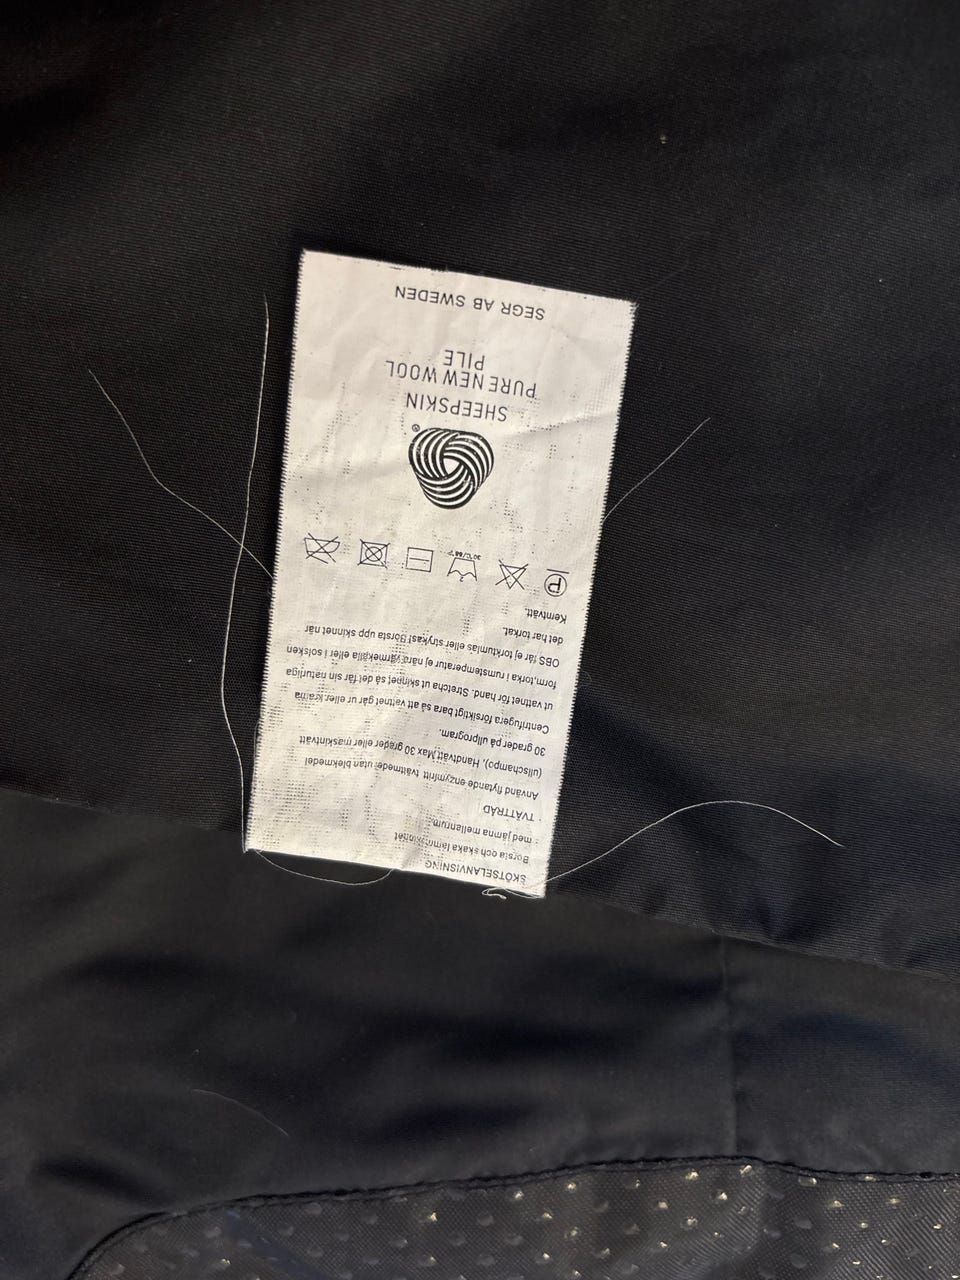 SKÖTSELANVISNING
Borsta och skaka lammskinnet
med jämna mellanrum.
TVÄTTRÅD
Använd flytande enzymfritt tvättmedel utan blekmedel
(ullschampo). Handtvätt Max 30 grader eller maskintvätt
30 grader på ullprogram.
Centrifugera försiktigt bara så att vattnet går ur eller krama
ut vattnet för hand. Stretcha ut skinnet så det får sin naturliga
form, torka i rumstemperatur ej nära värmekälla eller i solsken
OBS får ej torktumlas eller strykas! Borsta upp skinnet när
det har torkat.
Kemtvätt.
P 30°C/86°F
®
SHEEPSKIN
PURE NEW WOOL
PILE
SEGR AB SWEDEN